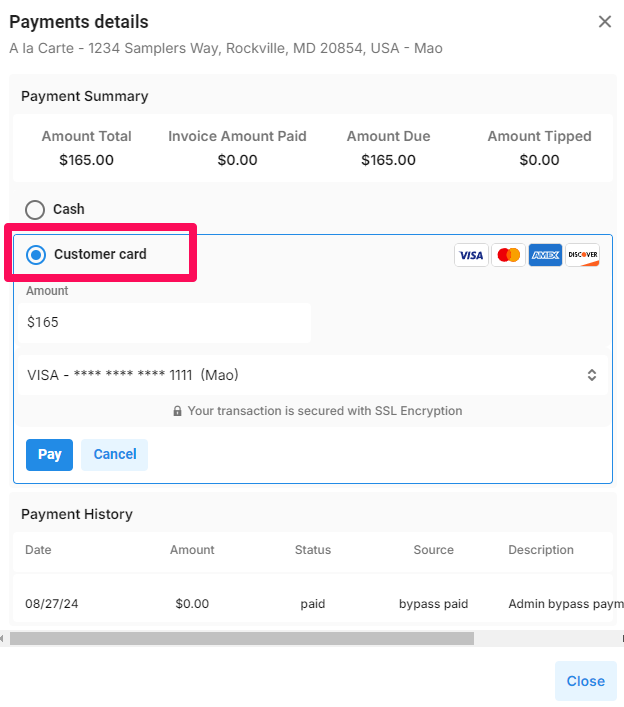 Payments details
A la Carte - 1234 Samplers Way, Rockville, MD 20854, USA - Mao
Payment Summary
Amount Total Invoice Amount Paid Amount Due Amount Tipped
$165.00 $0.00 $165.00 $0.00
Cash
Customer card VISA AMEX DISCOVER
Amount
$165
VISA - **** **** **** 1111 (Mao)
Your transaction is secured with SSL Encryption
Pay Cancel
Payment History
Date Amount Status Source Description
08/27/24 $0.00 paid bypass paid Admin bypass paym
Close